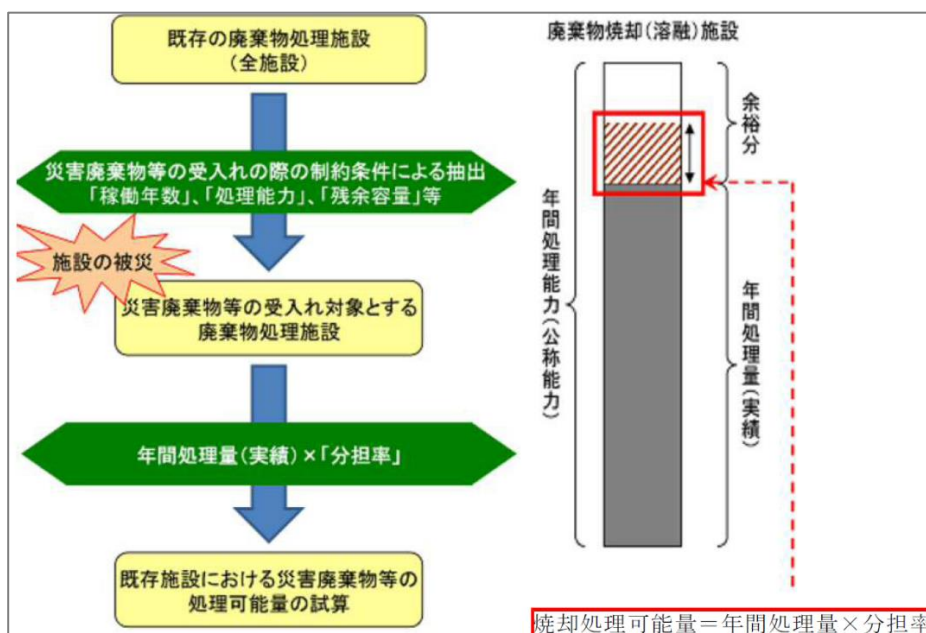 既存の廃棄物処理施設
(全施設)
災害廃棄物等の受入れの際の制約条件による抽出
「稼働年数」、「処理能力」、「残余容量」等
施設の被災
災害廃棄物等の受入れ対象とする
廃棄物処理施設
年間処理量(実績)×「分担率」
既存施設における災害廃棄物等の
処理可能量の試算
廃棄物焼却(溶融)施設
年間処理能力(公称能力)
余裕分
年間処理量(実績)
焼却処理可能量＝年間処理量×分担率